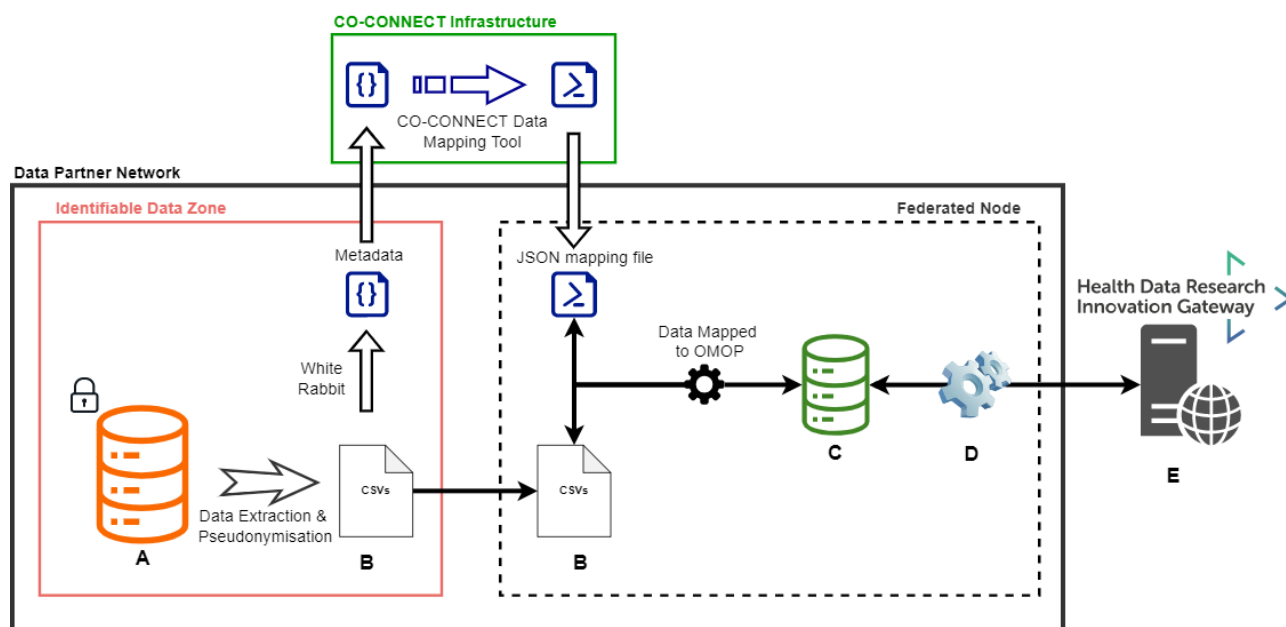 CO-CONNECT Infrastructure
CO-CONNECT Data
Mapping Tool
Data Partner Network
Identifiable Data Zone
Federated Node
Metadata
JSON mapping file
Health Data Research
Innovation Gateway
Data Mapped
to OMOP
White
Rabbit
CSVs
CSVs
Data Extraction &
Pseudonymisation
A
B
B
C
D
E